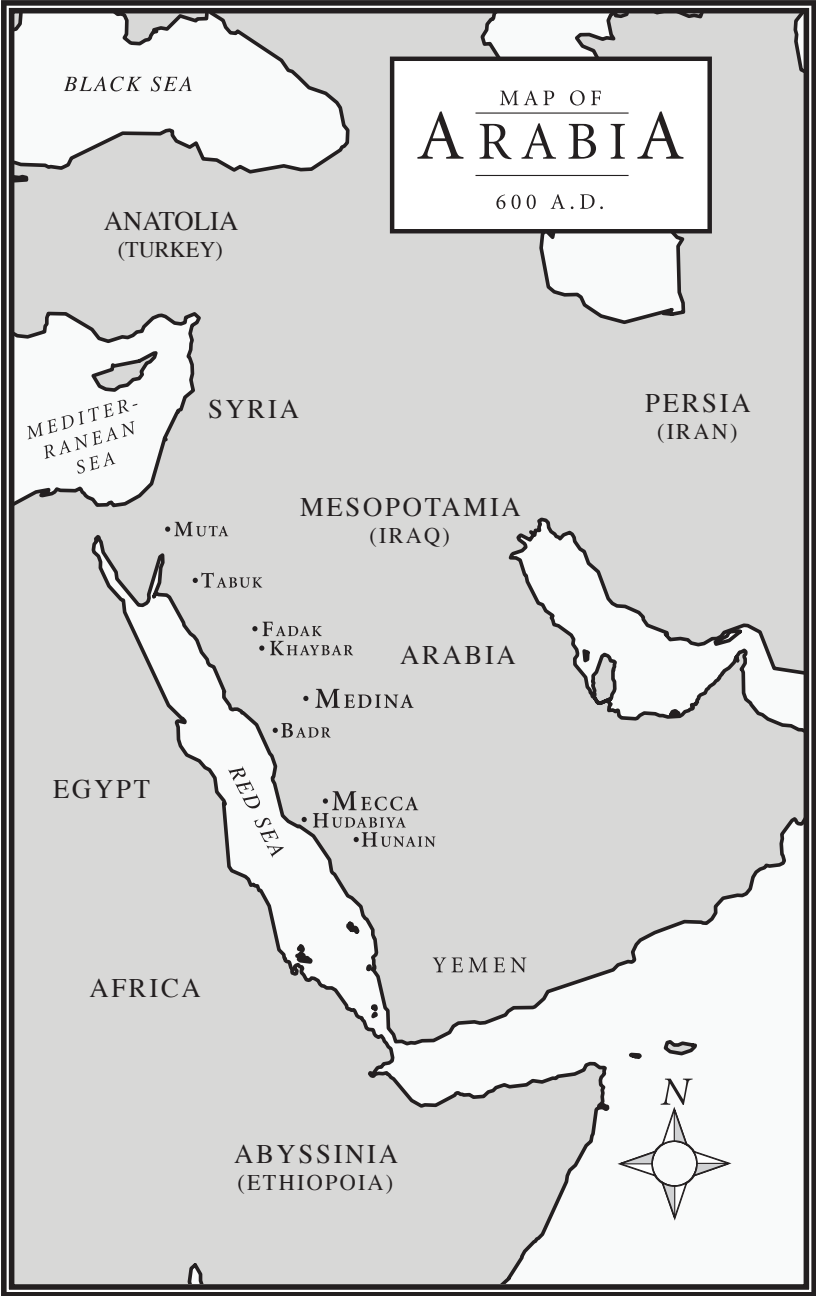 BLACK SEA
MAP OF
ARABIA
600 A.D.
ANATOLIA
(TURKEY)
MEDITER-
RANEAN
SEA
SYRIA
PERSIA
(IRAN)
MESOPOTAMIA
(IRAQ)
•MUTA
•TABUK
•FADAK
•KHAYBAR
ARABIA
•MEDINA
•BADR
EGYPT
RED SEA
•MECCA
•HUDABIYA
•HUNAIN
YEMEN
AFRICA
N
ABYSSINIA
(ETHIOPOIA)